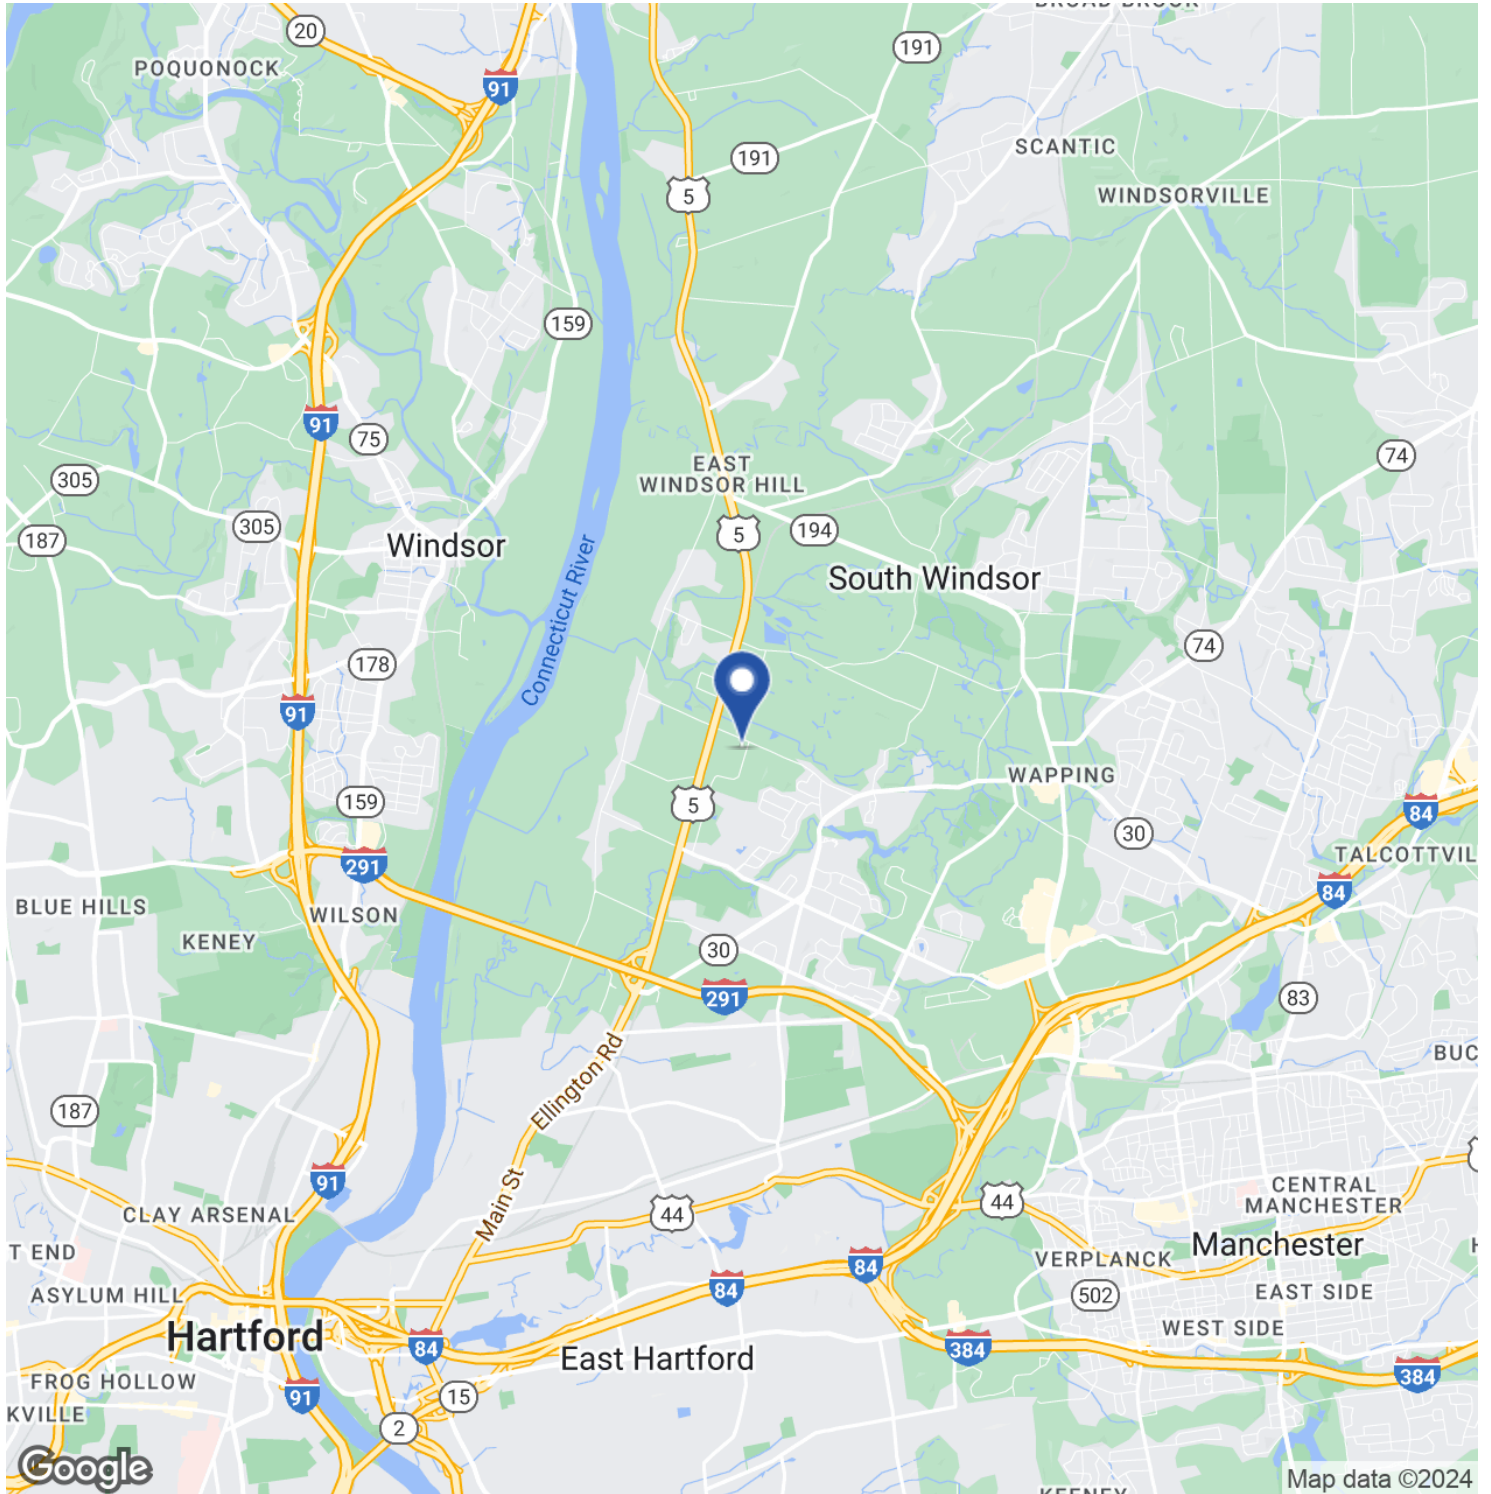 BROAD BROOK
20
191
POQUONOCK
91
SCANTIC
191
5
WINDSORVILLE
159
91
75
74
EAST
WINDSOR HILL
305
305
187
5
194
Windsor
South Windsor
Connecticut River
74
178
91
WAPPING
159
5
84
30
TALCOTTVIL
291
84
BLUE HILLS
WILSON
KENEY
30
291
83
BUC
Ellington Rd
187
91
CENTRAL
MANCHESTER
Main St
44
44
CLAY ARSENAL
T END
Manchester
VERPLANCK
84
84
ASYLUM HILL
502
EAST SIDE
Hartford
WEST SIDE
84
East Hartford
384
FROG HOLLOW
384
91
15
KVILLE
2
Google
Map data ©2024
KEENEY